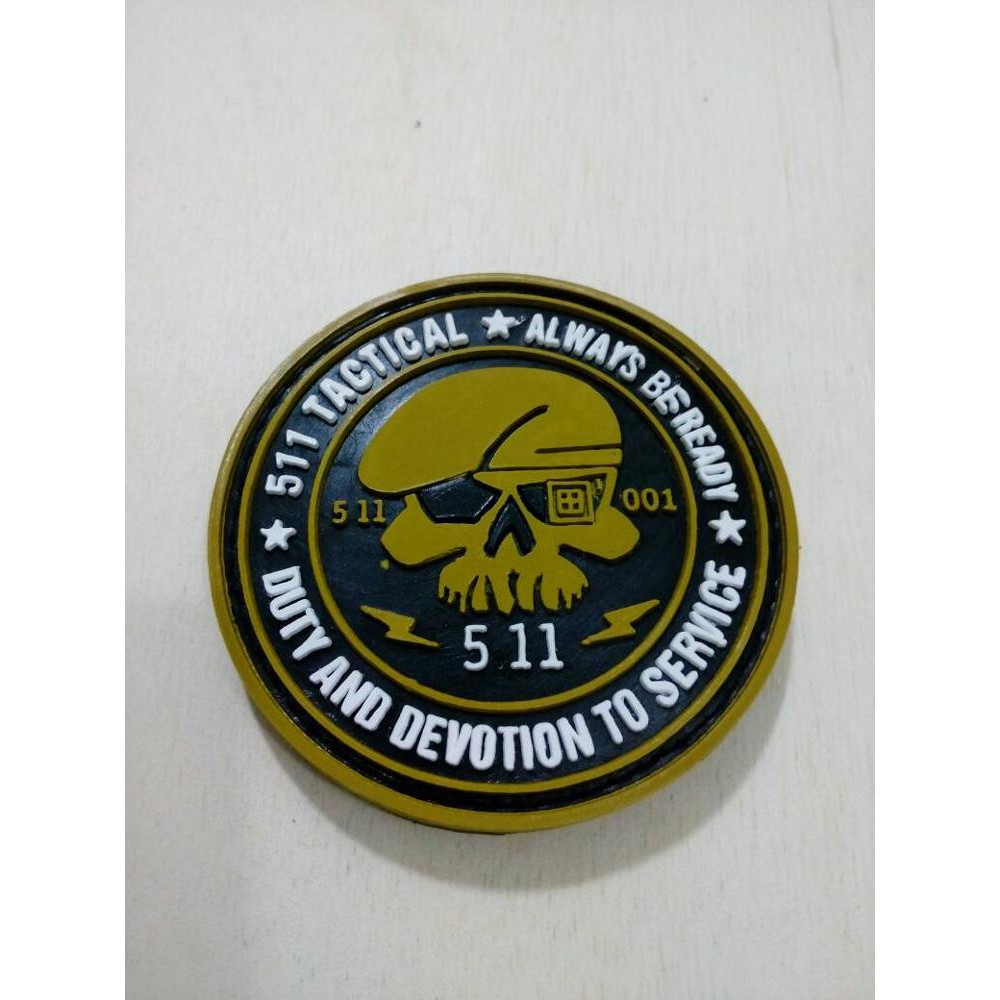 511 TACTICAL ★ ALWAYS BE READY ★
DUTY AND DEVOTION TO SERVICE ★
5 11
001
5 11